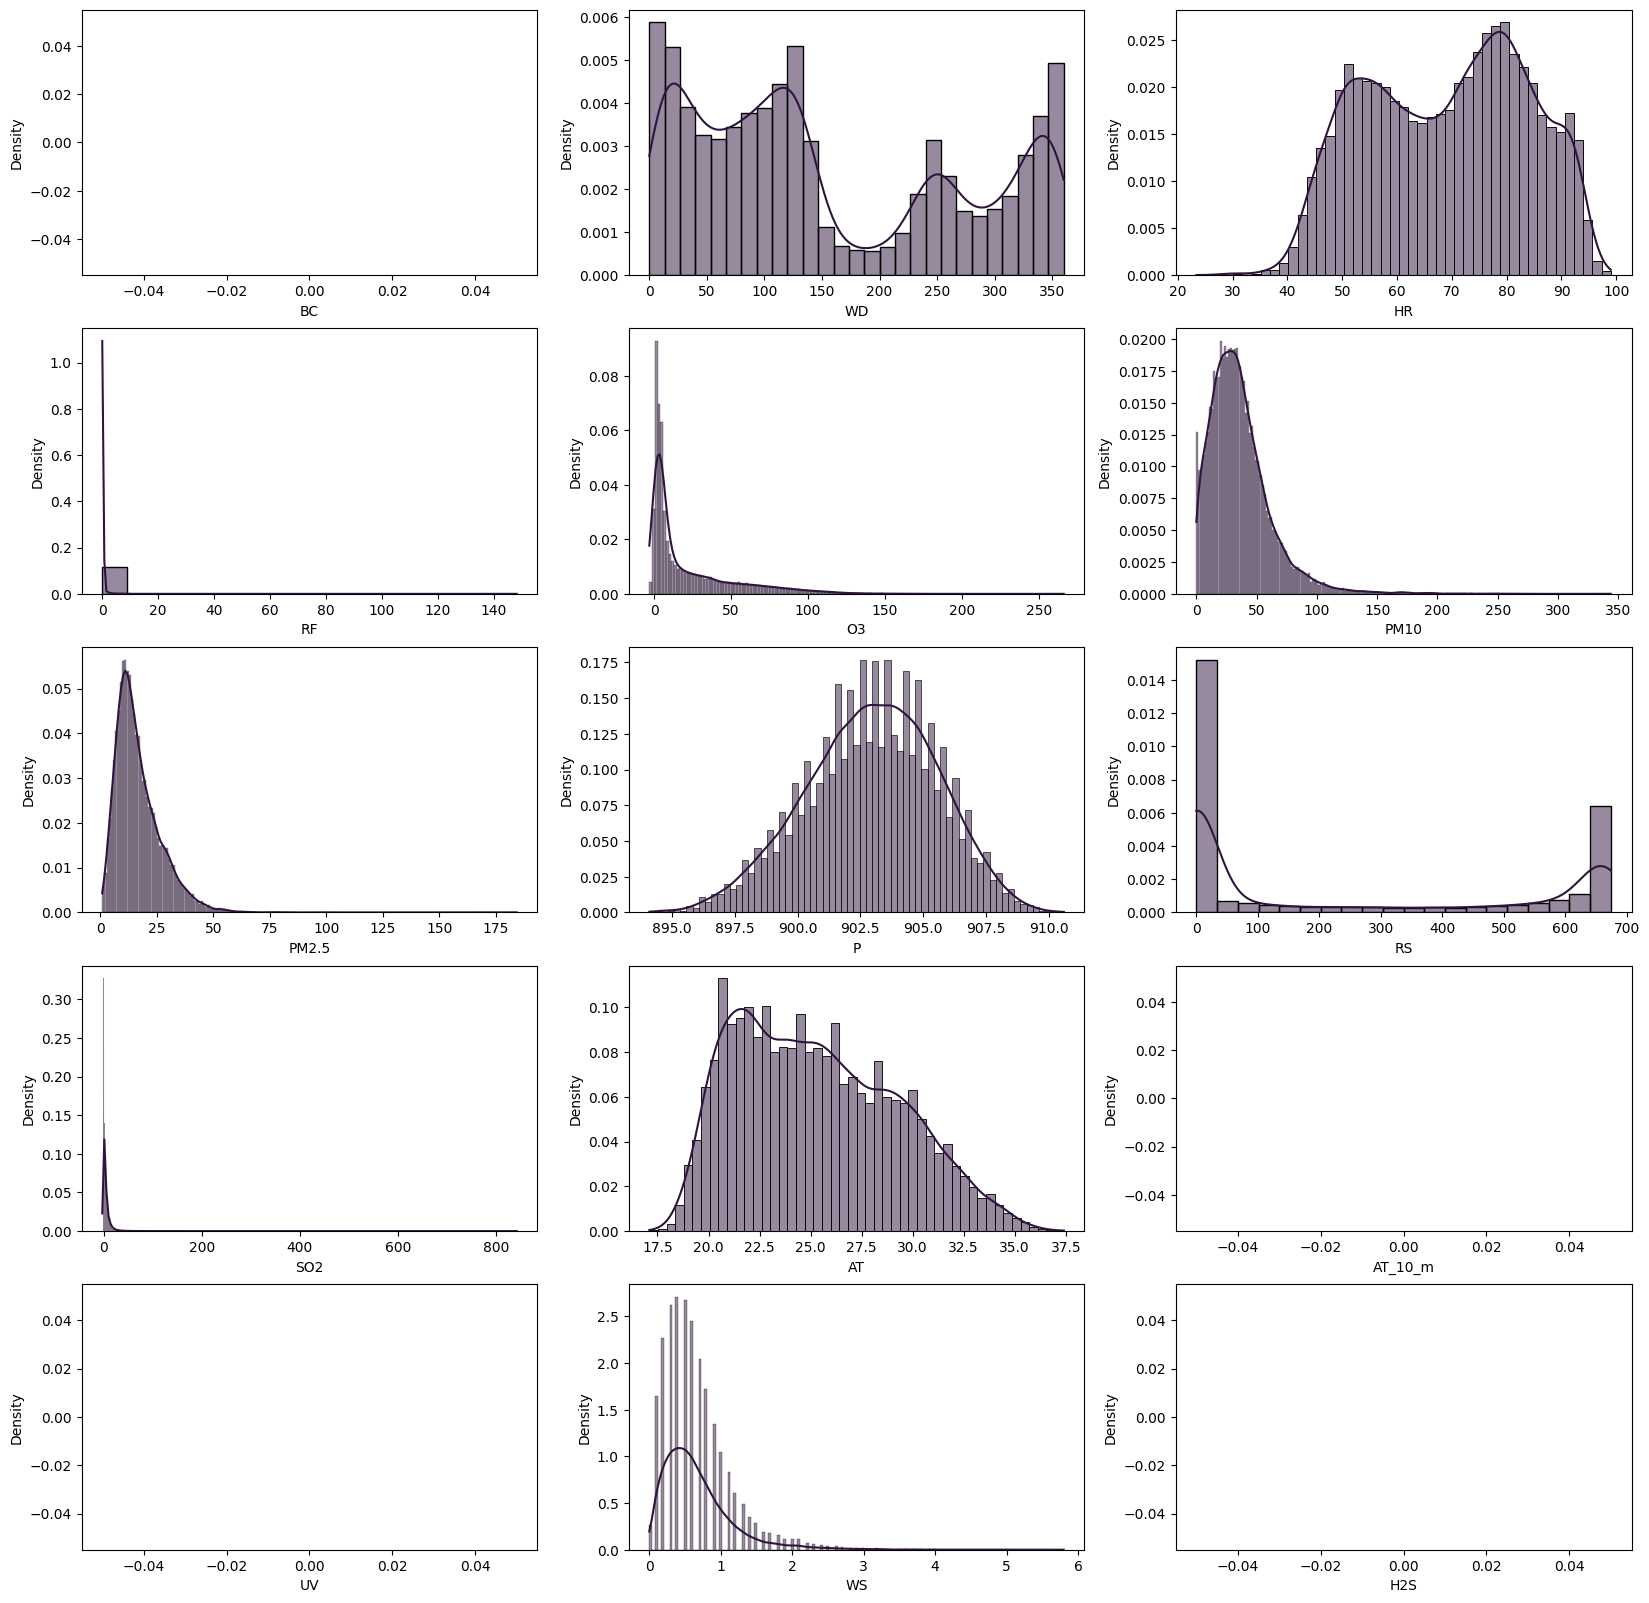 0.04
0.02
0.00
−0.02
−0.04
Density
−0.04 −0.02 0.00 0.02 0.04
BC
0.006
0.005
0.004
0.003
0.002
0.001
0.000
Density
0 50 100 150 200 250 300 350
WD
0.025
0.020
0.015
0.010
0.005
0.000
Density
20 30 40 50 60 70 80 90 100
HR
1.0
0.8
0.6
0.4
0.2
0.0
Density
0 20 40 60 80 100 120 140
RF
0.08
0.06
0.04
0.02
0.00
Density
0 50 100 150 200 250
O3
0.0200
0.0175
0.0150
0.0125
0.0100
0.0075
0.0050
0.0025
0.0000
Density
0 50 100 150 200 250 300 350
PM10
0.05
0.04
0.03
0.02
0.01
0.00
Density
0 25 50 75 100 125 150 175
PM2.5
0.175
0.150
0.125
0.100
0.075
0.050
0.025
0.000
Density
895.0 897.5 900.0 902.5 905.0 907.5 910.0
P
0.014
0.012
0.010
0.008
0.006
0.004
0.002
0.000
Density
0 100 200 300 400 500 600 700
RS
0.30
0.25
0.20
0.15
0.10
0.05
0.00
Density
0 200 400 600 800
SO2
0.10
0.08
0.06
0.04
0.02
0.00
Density
17.5 20.0 22.5 25.0 27.5 30.0 32.5 35.0 37.5
AT
0.04
0.02
0.00
−0.02
−0.04
Density
−0.04 −0.02 0.00 0.02 0.04
AT_10_m
0.04
0.02
0.00
−0.02
−0.04
Density
−0.04 −0.02 0.00 0.02 0.04
UV
2.5
2.0
1.5
1.0
0.5
0.0
Density
0 1 2 3 4 5 6
WS
0.04
0.02
0.00
−0.02
−0.04
Density
−0.04 −0.02 0.00 0.02 0.04
H2S